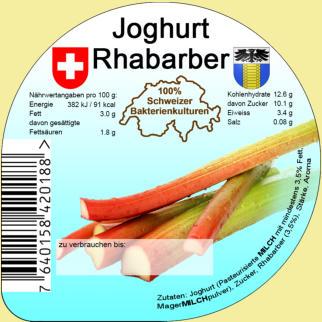 Joghurt
Rhabarber
Nährwertangaben pro 100 g:
Energie 382 kJ / 91 kcal
Fett 3.0 g
davon gesättigte
Fettsäuren 1.8 g
100%
Schweizer
Bakterienkulturen
Kohlenhydrate 12.6 g
davon Zucker 10.1 g
Eiweiss 3.4 g
Salz 0.08 g
7 640158 420188 >
zu verbrauchen bis:
Zutaten: Joghurt (Pasteurisierte MILCH mit mindestens 3,5% Fett,
MagerMILCHpulver), Zucker, Rhabarber (3,5%), Stärke, Aroma